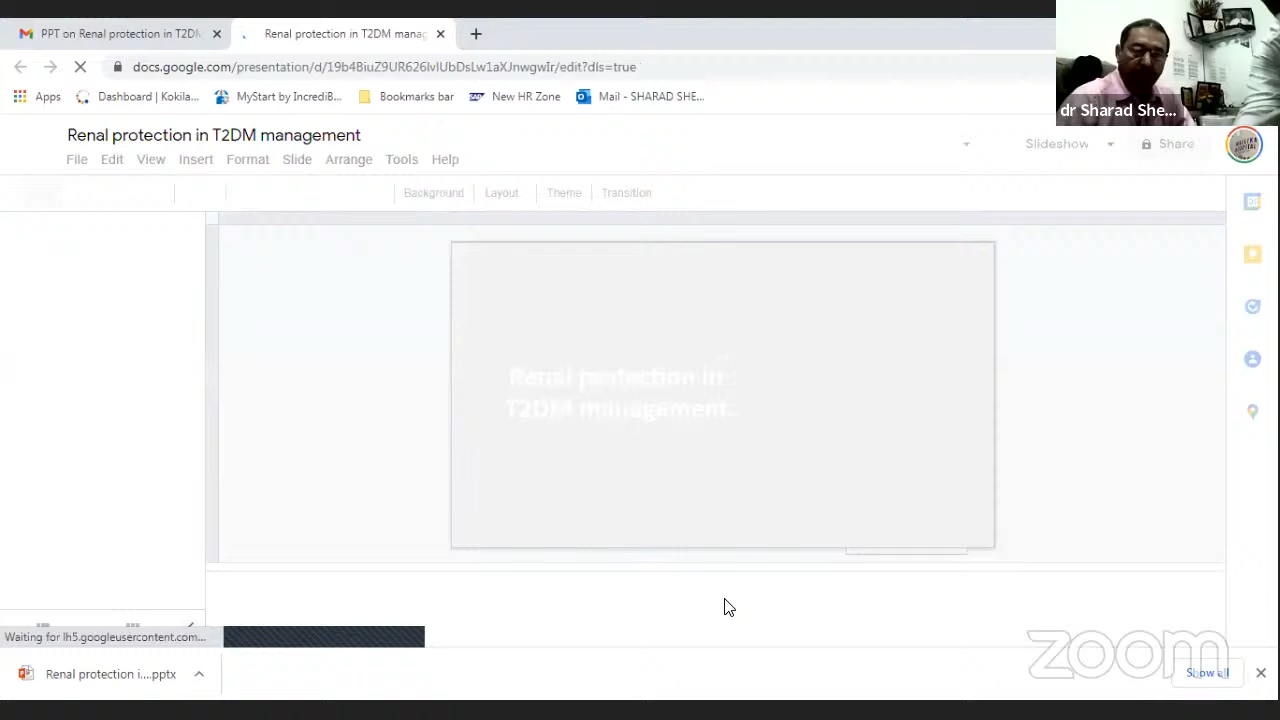 PPT on Renal protection in T2DM
Renal protection in T2DM manag
docs.google.com/presentation/d/19b4BiuZ9UR626lvlUbDsLw1aXJnwgwIr/edit?dls=true
Apps
Dashboard | Kokila...
MyStart by IncrediB...
Bookmarks bar
New HR Zone
Mail - SHARAD SHE...
dr Sharad She...
Renal protection in T2DM management
File Edit View Insert Format Slide Arrange Tools Help
Slideshow
Share
Background Layout Theme Transition
Renal protection in
T2DM management
Waiting for lh5.googleusercontent.com...
Renal protection i....pptx
zoom
Show all